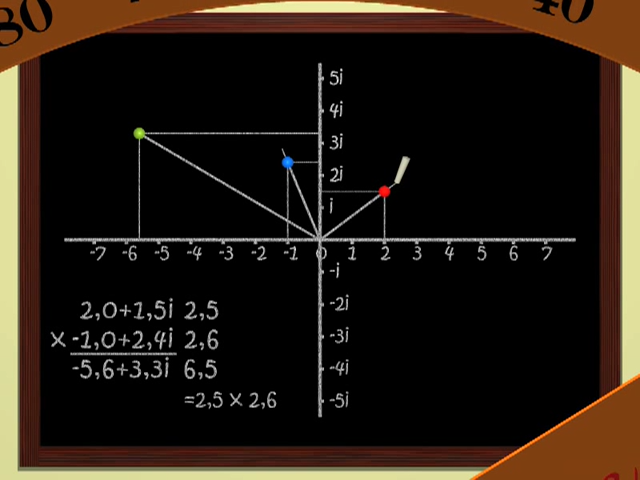 80
40
5i
4i
3i
2i
i
-7 -6 -5 -4 -3 -2 -1 0 1 2 3 4 5 6 7
-i
-2i
-3i
-4i
-5i
2,0+1,5i 2,5
×-1,0+2,4i 2,6
-5,6+3,3i 6,5
=2,5 × 2,6